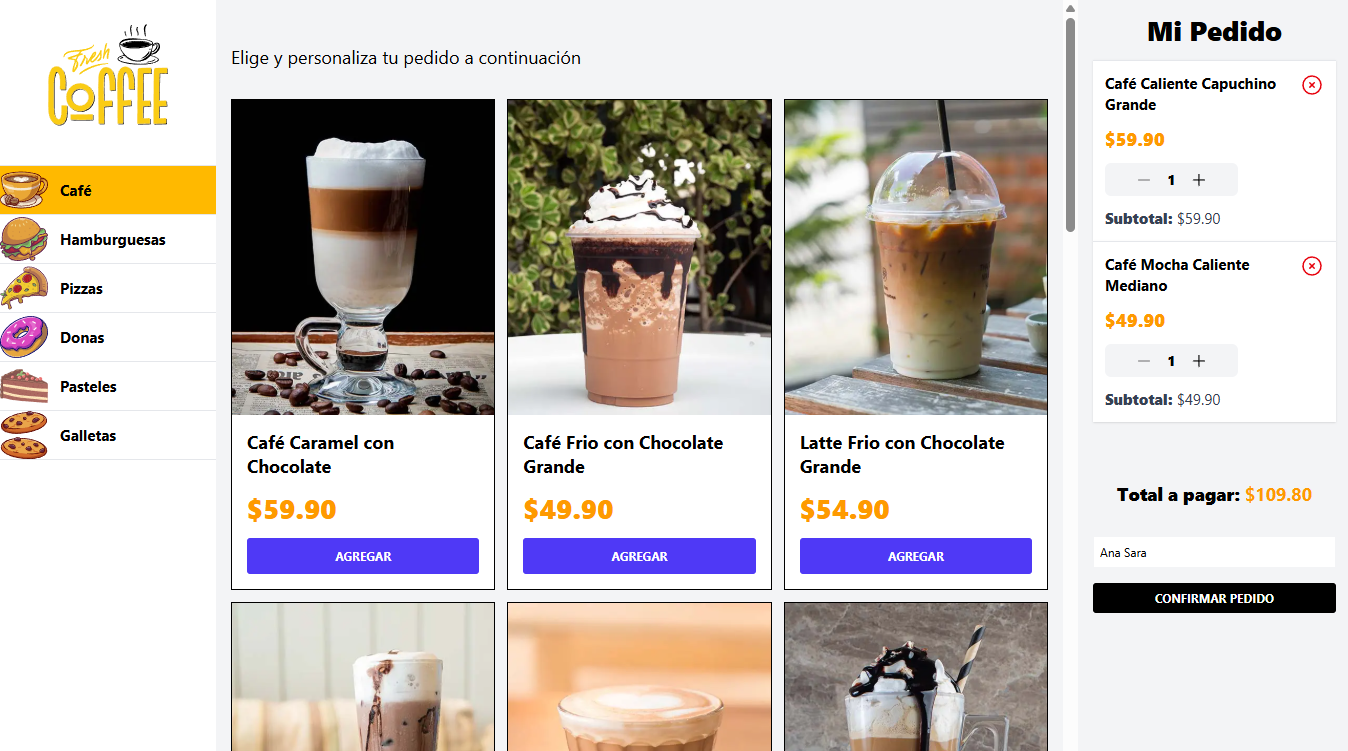 Fresh
COFFEE
Café
Hamburguesas
Pizzas
Donas
Pasteles
Galletas
Elige y personaliza tu pedido a continuación
Café Caramel con
Chocolate
$59.90
AGREGAR
Café Frio con Chocolate
Grande
$49.90
AGREGAR
Latte Frio con Chocolate
Grande
$54.90
AGREGAR
Mi Pedido
Café Caliente Capuchino
Grande
$59.90
1
Subtotal: $59.90
Café Mocha Caliente
Mediano
$49.90
1
Subtotal: $49.90
Total a pagar: $109.80
Ana Sara
CONFIRMAR PEDIDO